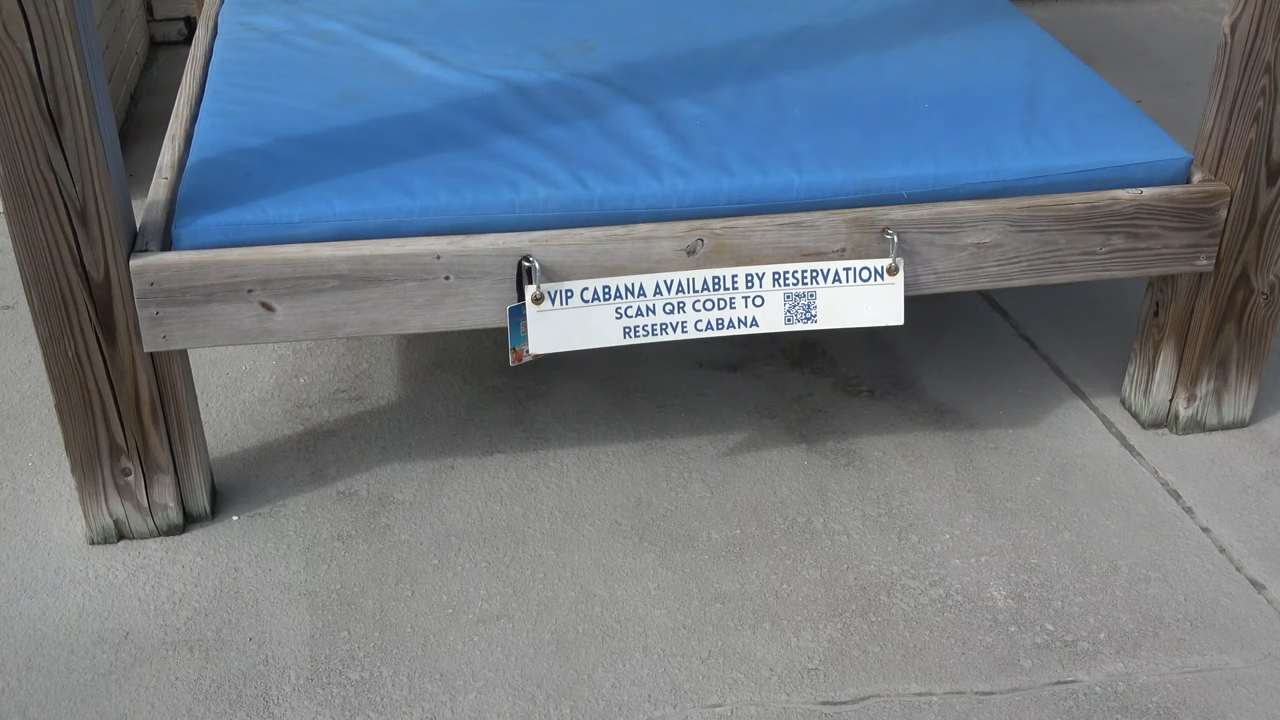 VIP CABANA AVAILABLE BY RESERVATION
SCAN QR CODE TO
RESERVE CABANA